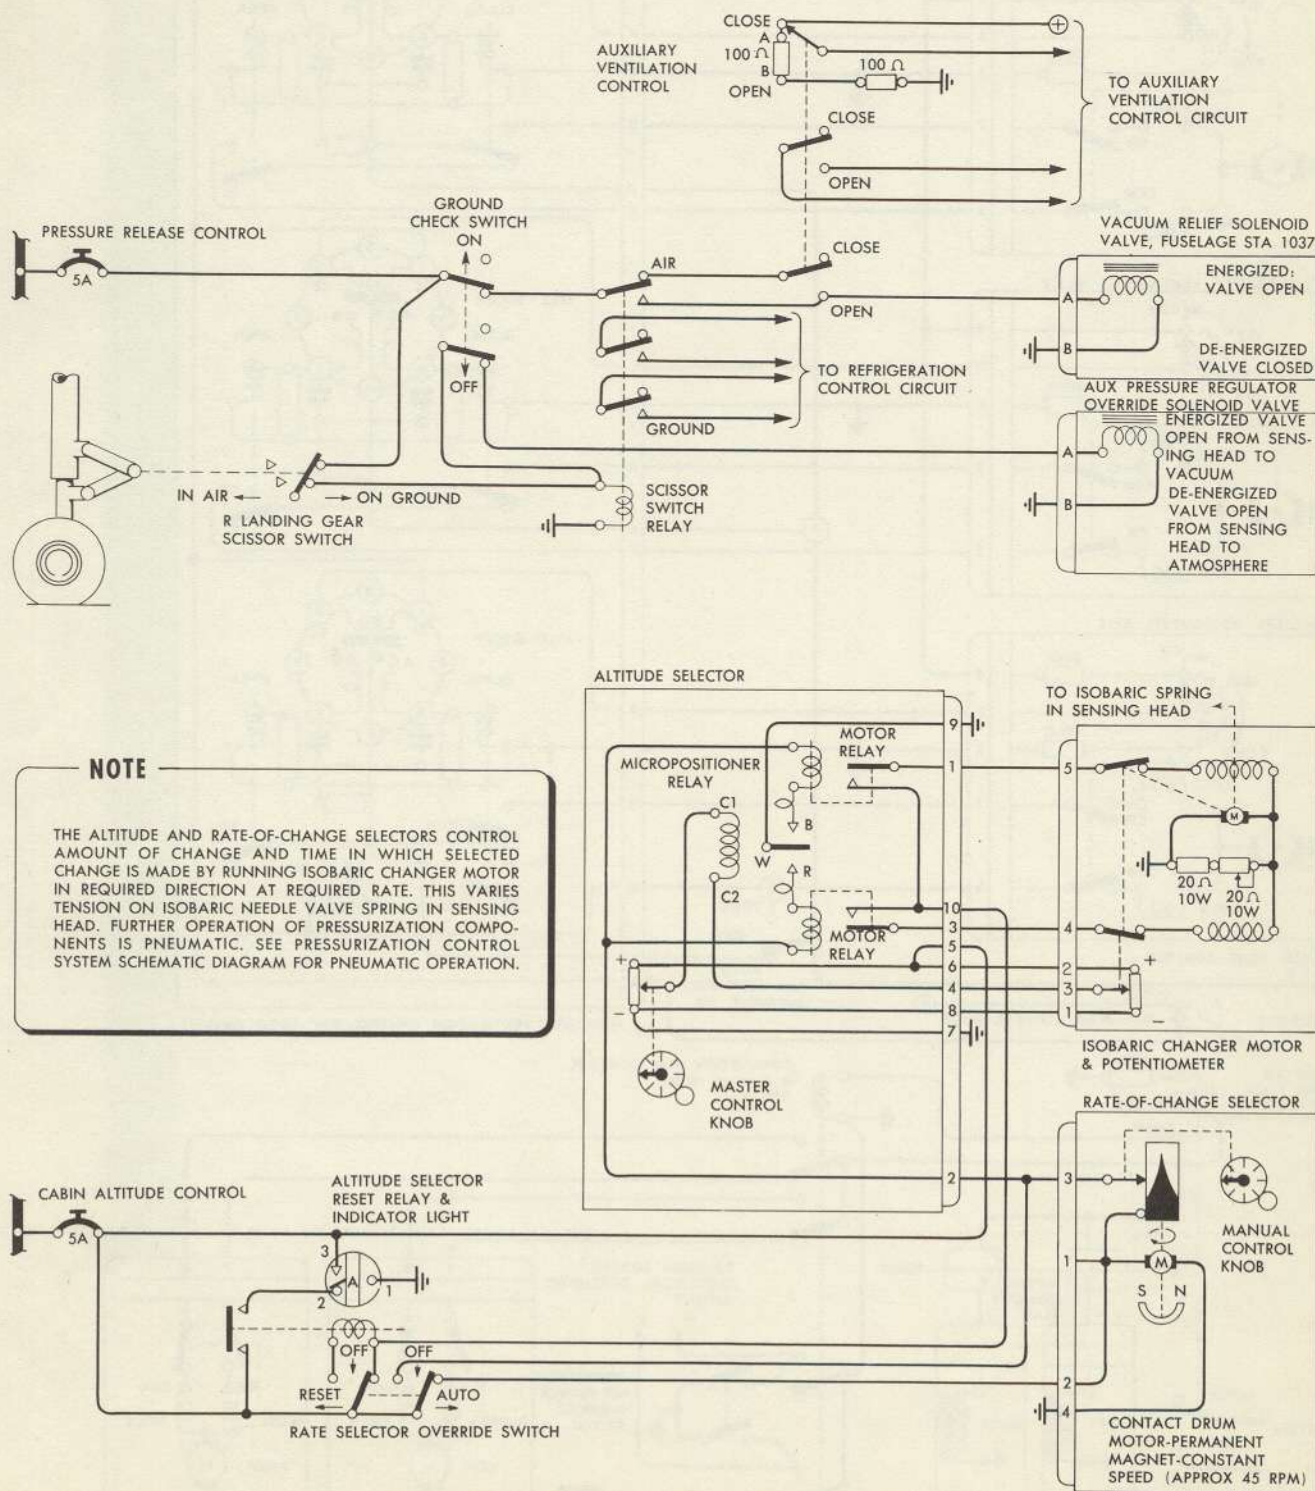 CLOSE
A
100 Ω
B
OPEN
AUXILIARY
VENTILATION
CONTROL
100 Ω
+
TO AUXILIARY
VENTILATION
CONTROL CIRCUIT
CLOSE
OPEN
PRESSURE RELEASE CONTROL
5A
GROUND
CHECK SWITCH
ON
OFF
AIR
CLOSE
OPEN
TO REFRIGERATION
CONTROL CIRCUIT
GROUND
VACUUM RELIEF SOLENOID
VALVE, FUSELAGE STA 1037
A
B
ENERGIZED:
VALVE OPEN
DE-ENERGIZED
VALVE CLOSED
AUX PRESSURE REGULATOR
OVERRIDE SOLENOID VALVE
A
B
ENERGIZED VALVE
OPEN FROM SENS-
ING HEAD TO
VACUUM
DE-ENERGIZED
VALVE OPEN
FROM SENSING
HEAD TO
ATMOSPHERE
IN AIR
ON GROUND
R LANDING GEAR
SCISSOR SWITCH
SCISSOR
SWITCH
RELAY
NOTE
THE ALTITUDE AND RATE-OF-CHANGE SELECTORS CONTROL
AMOUNT OF CHANGE AND TIME IN WHICH SELECTED
CHANGE IS MADE BY RUNNING ISOBARIC CHANGER MOTOR
IN REQUIRED DIRECTION AT REQUIRED RATE. THIS VARIES
TENSION ON ISOBARIC NEEDLE VALVE SPRING IN SENSING
HEAD. FURTHER OPERATION OF PRESSURIZATION COMPO-
NENTS IS PNEUMATIC. SEE PRESSURIZATION CONTROL
SYSTEM SCHEMATIC DIAGRAM FOR PNEUMATIC OPERATION.
ALTITUDE SELECTOR
MICROPOSITIONER
RELAY
C1
C2
MOTOR
RELAY
B
W
R
MOTOR
RELAY
+
-
MASTER
CONTROL
KNOB
9
1
10
3
5
6
4
8
7
2
TO ISOBARIC SPRING
IN SENSING HEAD
5
4
2
3
1
M
20 Ω
10W
20 Ω
10W
+
-
ISOBARIC CHANGER MOTOR
& POTENTIOMETER
RATE-OF-CHANGE SELECTOR
3
1
2
4
M
S N
MANUAL
CONTROL
KNOB
CONTACT DRUM
MOTOR-PERMANENT
MAGNET-CONSTANT
SPEED (APPROX 45 RPM)
CABIN ALTITUDE CONTROL
5A
ALTITUDE SELECTOR
RESET RELAY &
INDICATOR LIGHT
3
A
2
1
OFF
OFF
RESET
AUTO
RATE SELECTOR OVERRIDE SWITCH